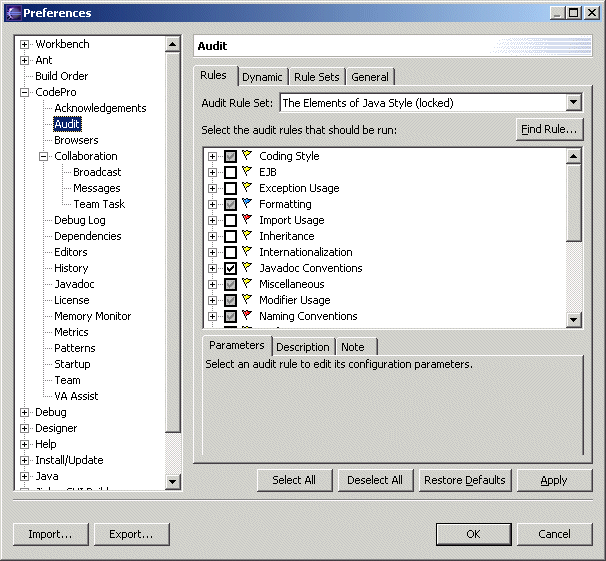 Preferences
Workbench
Ant
Build Order
CodePro
Acknowledgements
Audit
Browsers
Collaboration
Broadcast
Messages
Team Task
Debug Log
Dependencies
Editors
History
Javadoc
License
Memory Monitor
Metrics
Patterns
Startup
Team
VA Assist
Debug
Designer
Help
Install/Update
Java
Audit
Rules Dynamic Rule Sets General
Audit Rule Set: The Elements of Java Style (locked)
Select the audit rules that should be run: Find Rule...
Coding Style
EJB
Exception Usage
Formatting
Import Usage
Inheritance
Internationalization
Javadoc Conventions
Miscellaneous
Modifier Usage
Naming Conventions
Parameters Description Note
Select an audit rule to edit its configuration parameters.
Select All Deselect All Restore Defaults Apply
Import... Export... OK Cancel